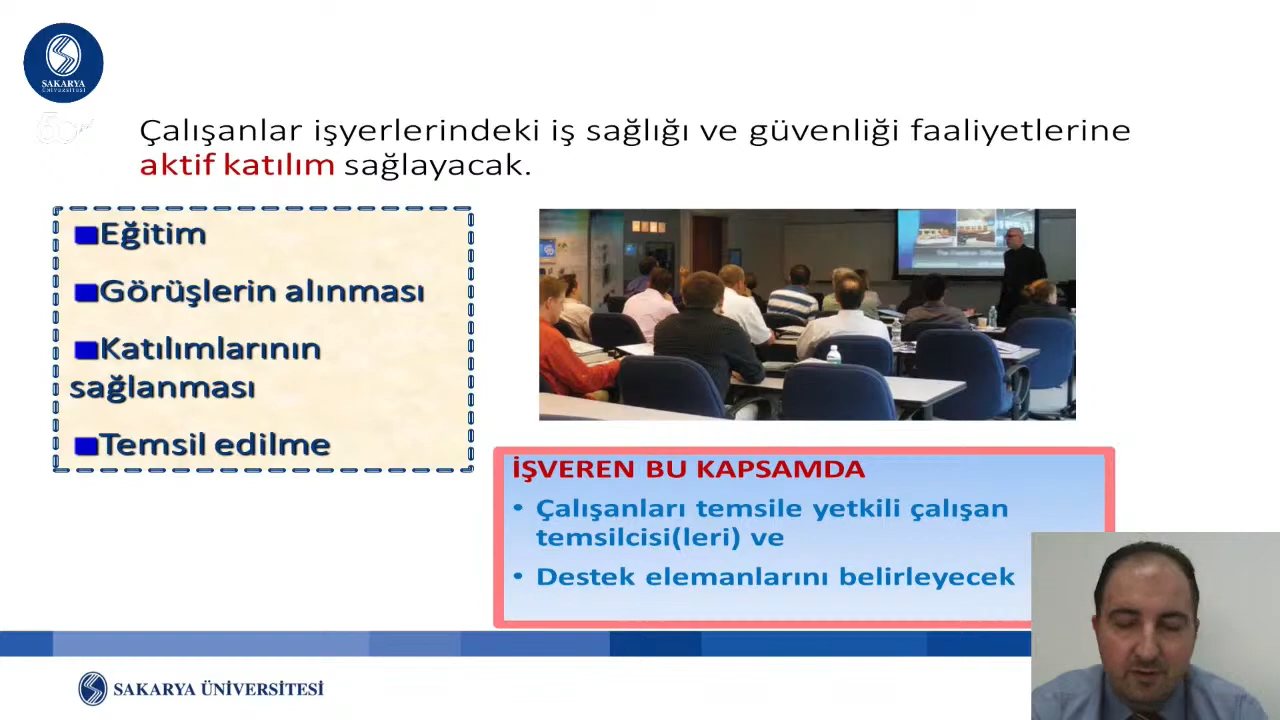 SAKARYA
ÜNİVERSİTESİ
Çalışanlar işyerlerindeki iş sağlığı ve güvenliği faaliyetlerine
aktif katılım sağlayacak.
Eğitim
Görüşlerin alınması
Katılımlarının
sağlanması
Temsil edilme
İŞVEREN BU KAPSAMDA
• Çalışanları temsile yetkili çalışan
temsilcisi(leri) ve
• Destek elemanlarını belirleyecek
SAKARYA ÜNİVERSİTESİ